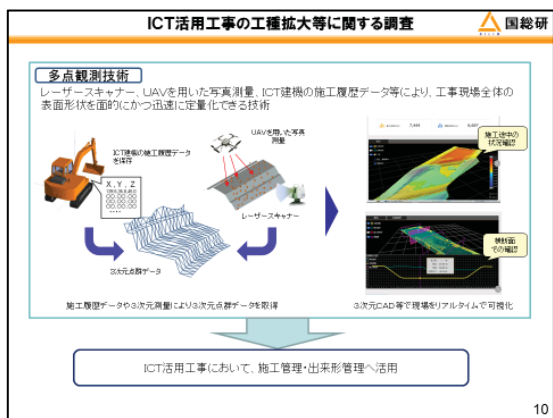 ICT活用工事の工種拡大等に関する調査
国総研
多点観測技術
レーザースキャナー、UAVを用いた写真測量、ICT建機の施工履歴データ等により、工事現場全体の
表面形状を面的にかつ迅速に定量化できる技術
ICT建機の施工履歴データ
を保存
X, Y, Z
UAVを用いた写真
測量
レーザースキャナー
3次元点群データ
施工途中の
状況確認
横断面
での確認
施工履歴データや3次元測量により3次元点群データを取得
3次元CAD等で現場をリアルタイムで可視化
ICT活用工事において、施工管理・出来形管理へ活用
10